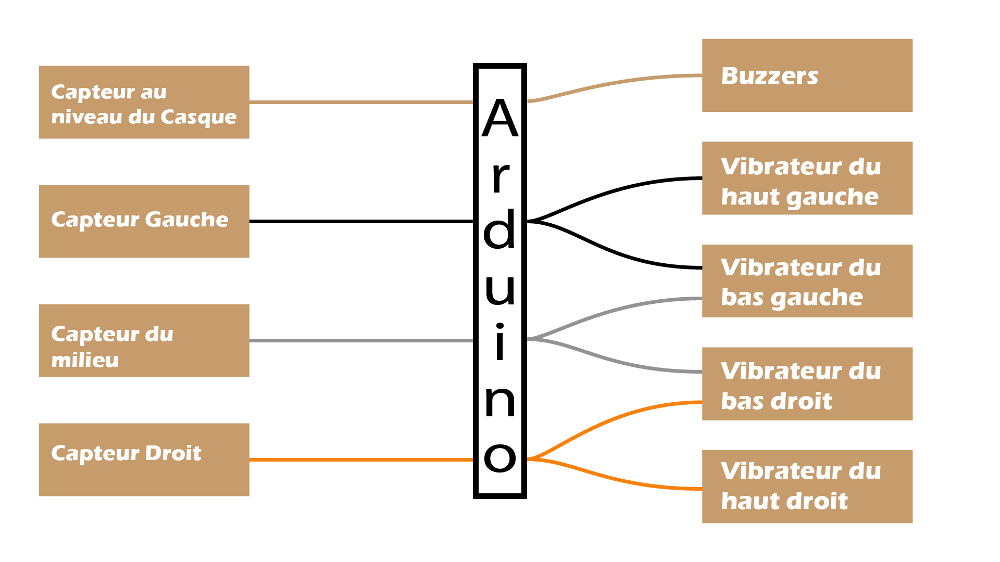 Capteur au
niveau du Casque
Capteur Gauche
Capteur du
milieu
Capteur Droit
Arduino
Buzzers
Vibrateur du
haut gauche
Vibrateur du
bas gauche
Vibrateur du
bas droit
Vibrateur du
haut droit